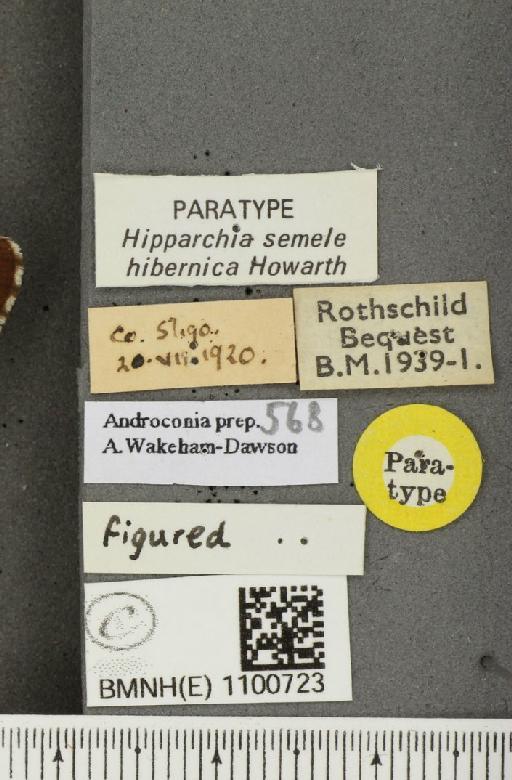 PARATYPE
Hipparchia semele
hibernica Howarth
Co. Sligo.
20.VII.1920.
Rothschild
Bequest
B.M.1939-1.
Androconia prep. 568
A.Wakeham-Dawson
Para-
type
figured ..
C
BMNH(E) 1100723